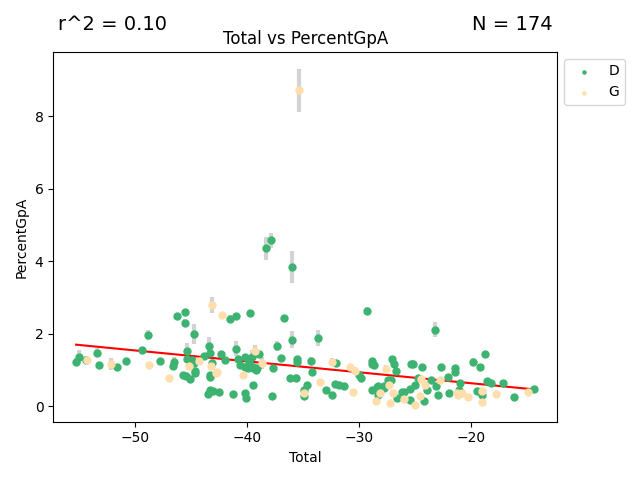 r^2 = 0.10
N = 174
Total vs PercentGpA
D
G
PercentGpA
8
6
4
2
0
−50
−40
−30
−20
Total